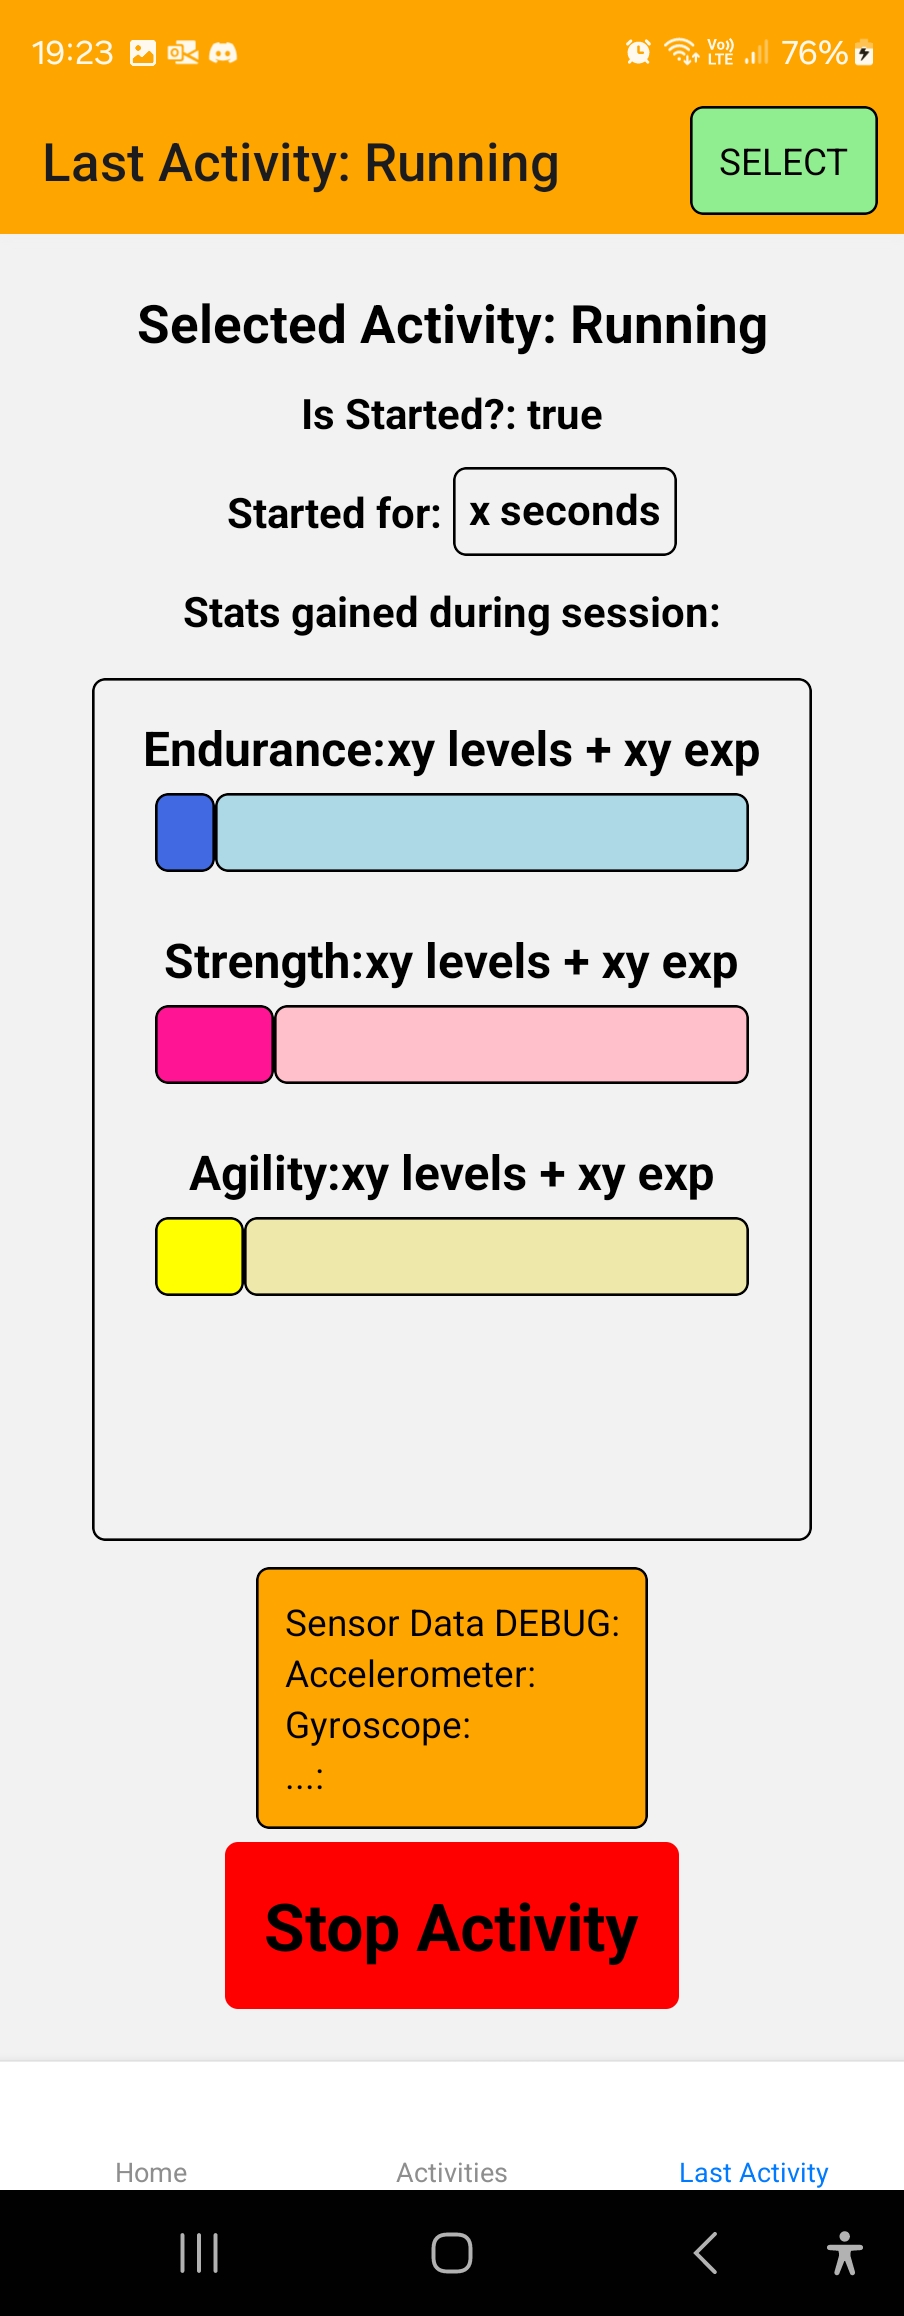 19:23 Vo)) LTE 76%
Last Activity: Running
SELECT
Selected Activity: Running
Is Started?: true
Started for: x seconds
Stats gained during session:
Endurance:xy levels + xy exp
Strength:xy levels + xy exp
Agility:xy levels + xy exp
Sensor Data DEBUG:
Accelerometer:
Gyroscope:
...:
Stop Activity
Home Activities Last Activity